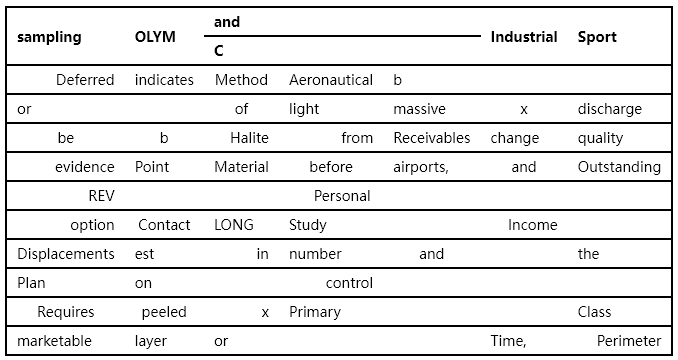 and
sampling OLYM Industrial Sport
C
Deferred indicates Method Aeronautical b
or of light massive x discharge
be b Halite from Receivables change quality
evidence Point Material before airports, and Outstanding
REV Personal
option Contact LONG Study Income
Displacements est in number and the
Plan on control
Requires peeled x Primary Class
marketable layer or Time, Perimeter